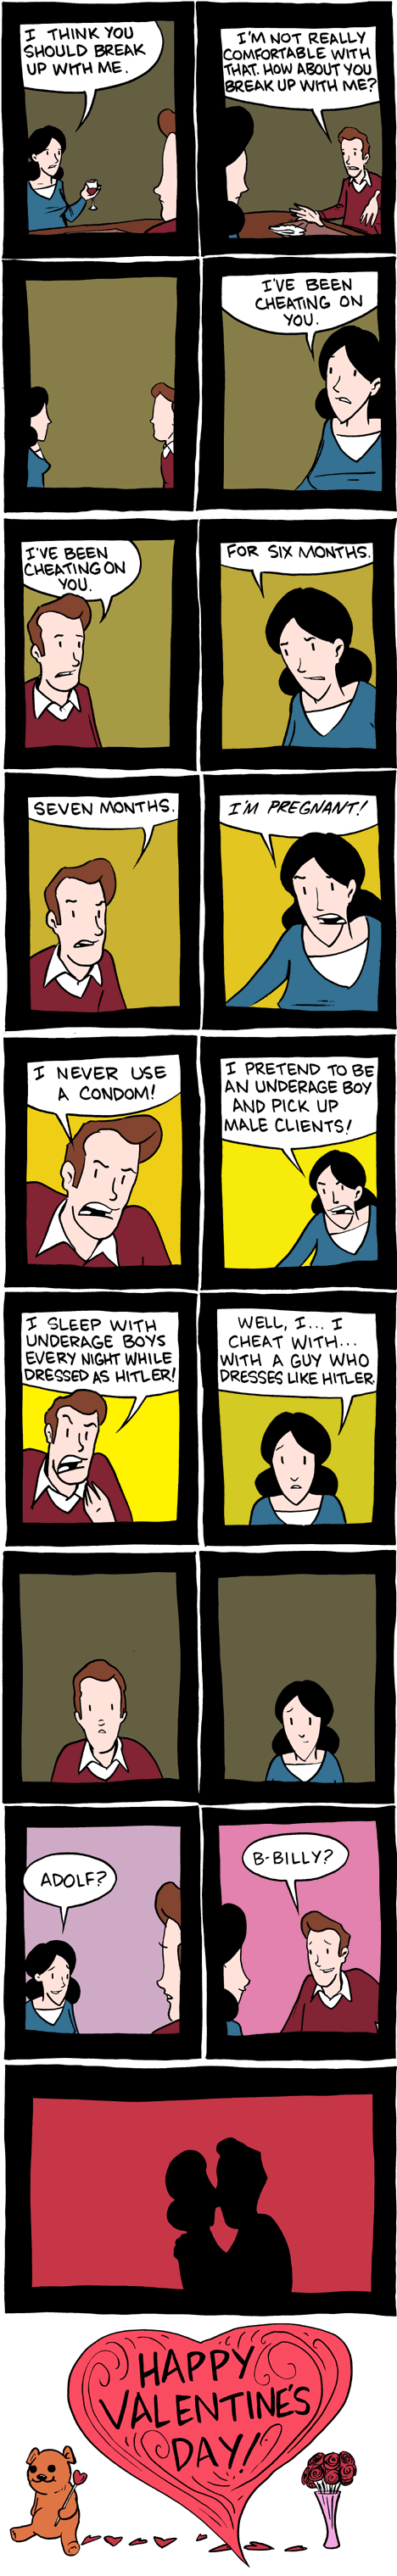 I THINK YOU
SHOULD BREAK
UP WITH ME.
I'M NOT REALLY
COMFORTABLE WITH
THAT. HOW ABOUT YOU
BREAK UP WITH ME?
I'VE BEEN
CHEATING ON
YOU.
I'VE BEEN
CHEATING ON
YOU.
FOR SIX MONTHS.
SEVEN MONTHS.
I'M PREGNANT!
I NEVER USE
A CONDOM!
I PRETEND TO BE
AN UNDERAGE BOY
AND PICK UP
MALE CLIENTS!
I SLEEP WITH
UNDERAGE BOYS
EVERY NIGHT WHILE
DRESSED AS HITLER!
WELL, I... I
CHEAT WITH...
WITH A GUY WHO
DRESSES LIKE HITLER.
ADOLF?
B-BILLY?
HAPPY
VALENTINE'S
DAY!